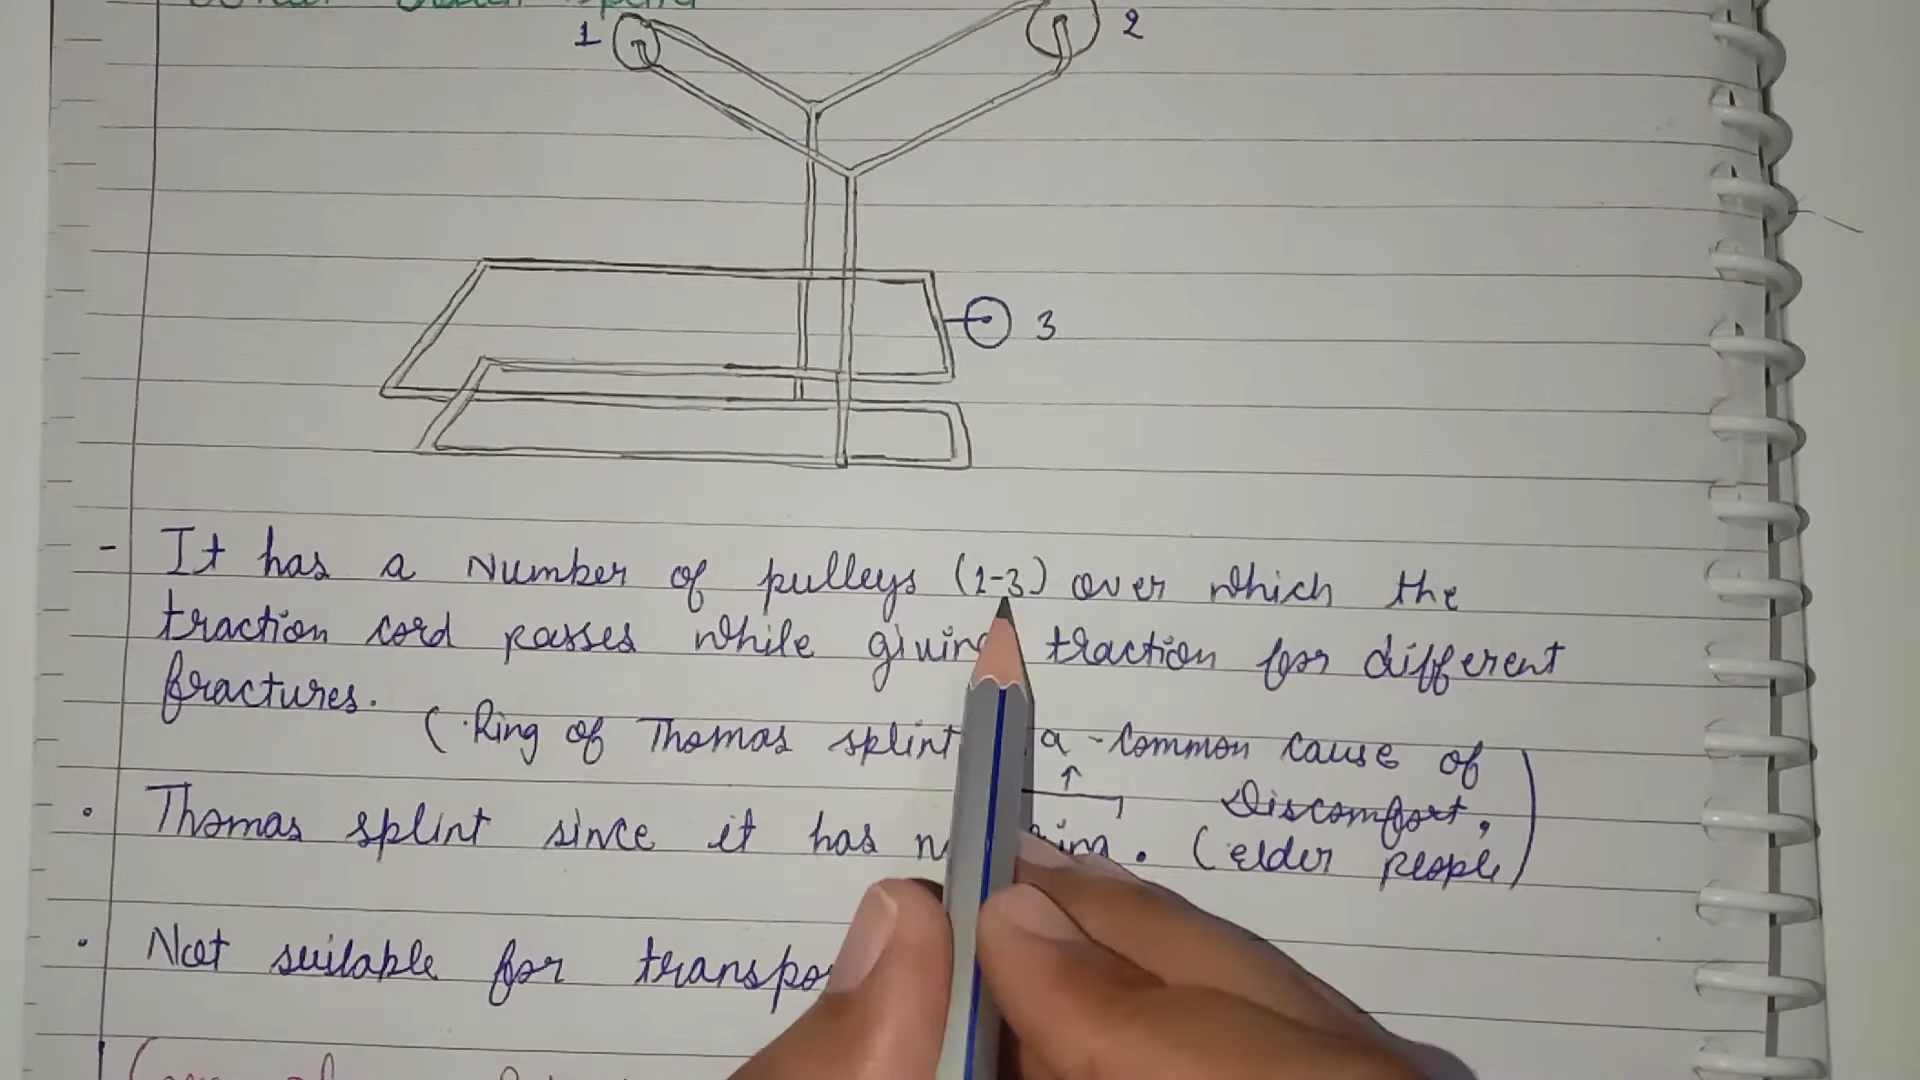 1
2
3
- It has a Number of pulleys (1-3) over which the
traction cord passes while giving traction for different
fractures.
(Ring of Thomas splint a common cause of
Discomfort,
• Thomas splint since it has ring. (elder people)
• Not suitable for